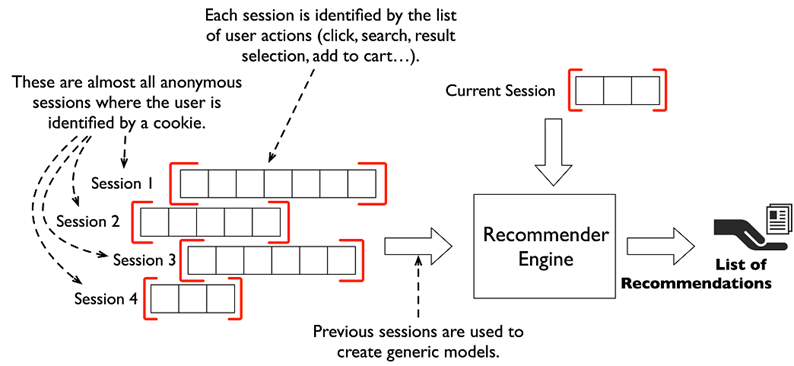 Each session is identified by the list
of user actions (click, search, result
selection, add to cart…).
These are almost all anonymous
sessions where the user is
identified by a cookie.
Current Session
Session 1
Session 2
Session 3
Session 4
Recommender
Engine
List of
Recommendations
Previous sessions are used to
create generic models.